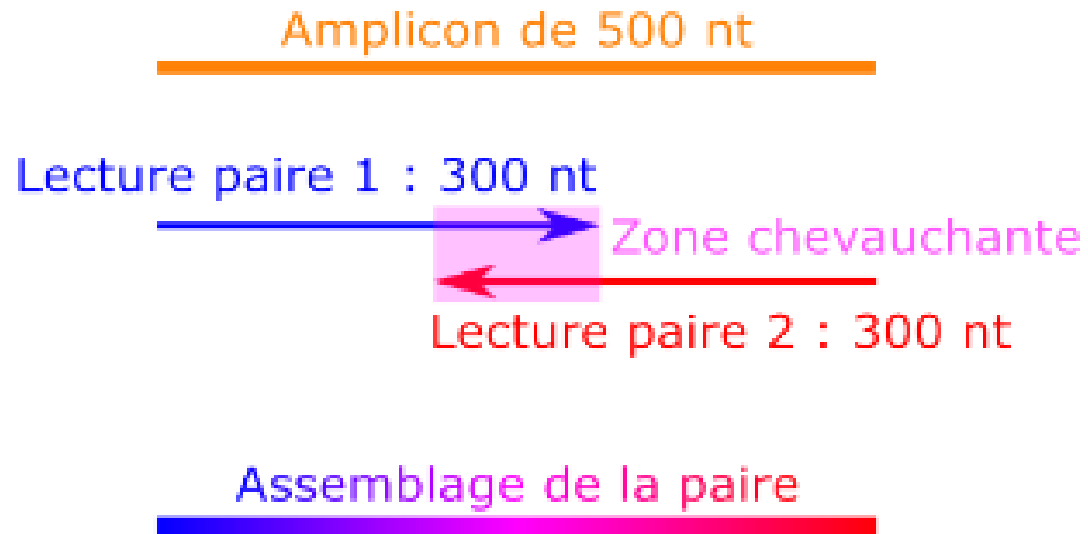 Amplicon de 500 nt
Lecture paire 1 : 300 nt
Zone chevauchante
Lecture paire 2 : 300 nt
Assemblage de la paire